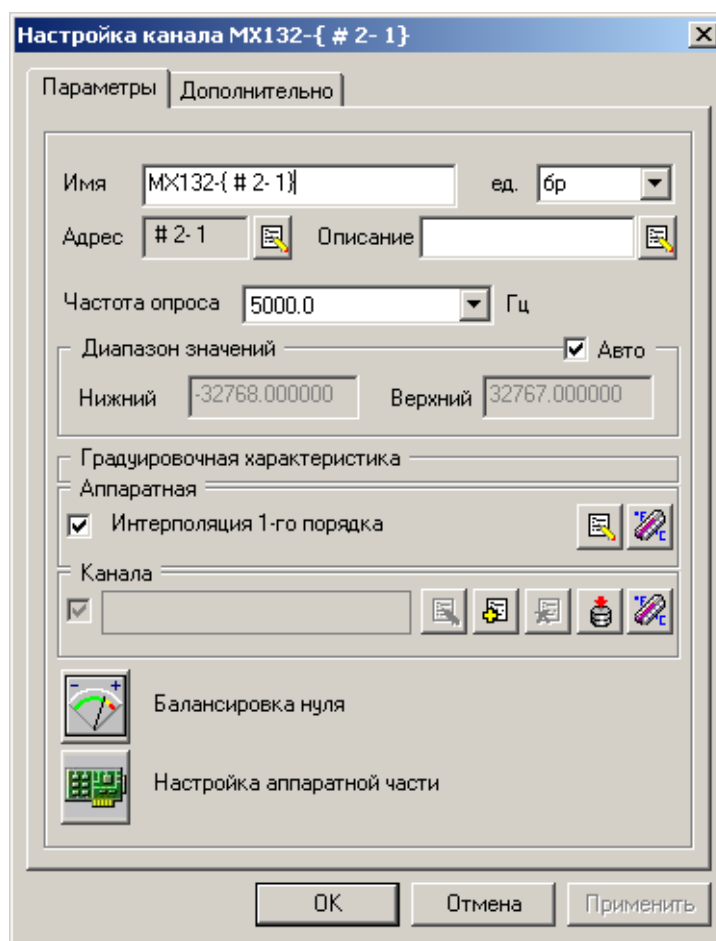 Настройка канала MX132-{ # 2- 1}
Параметры Дополнительно
Имя MX132-{ # 2- 1} ед. бр
Адрес # 2- 1 Описание
Частота опроса 5000.0 Гц
Диапазон значений Авто
Нижний -32768.000000 Верхний 32767.000000
Градуировочная характеристика
Аппаратная
Интерполяция 1-го порядка
Канала
Балансировка нуля
Настройка аппаратной части
OK Отмена Применить